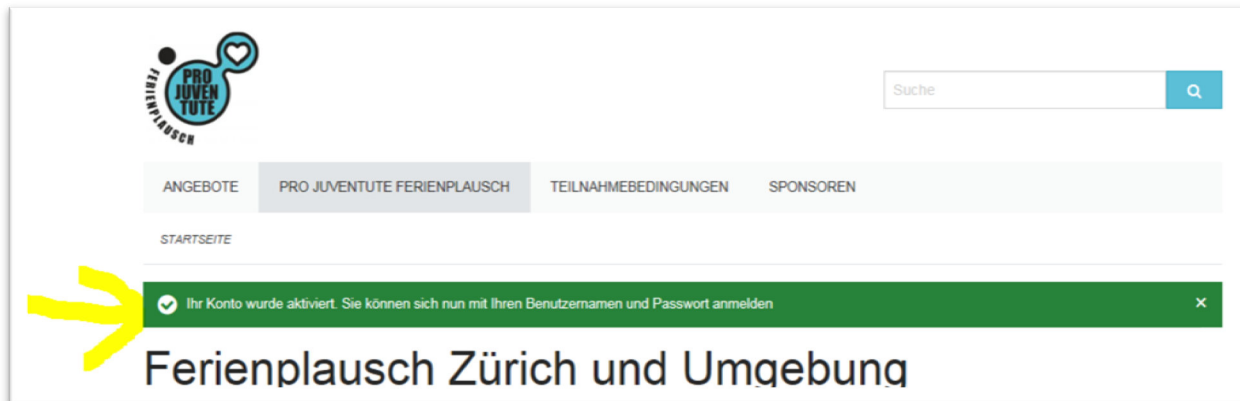 PRO
JUVEN
TUTE
FERIENPLAUSCH
Suche
ANGEBOTE PRO JUVENTUTE FERIENPLAUSCH TEILNAHMEBEDINGUNGEN SPONSOREN
STARTSEITE
Ihr Konto wurde aktiviert. Sie können sich nun mit Ihren Benutzernamen und Passwort anmelden
Ferienplausch Zürich und Umgebung